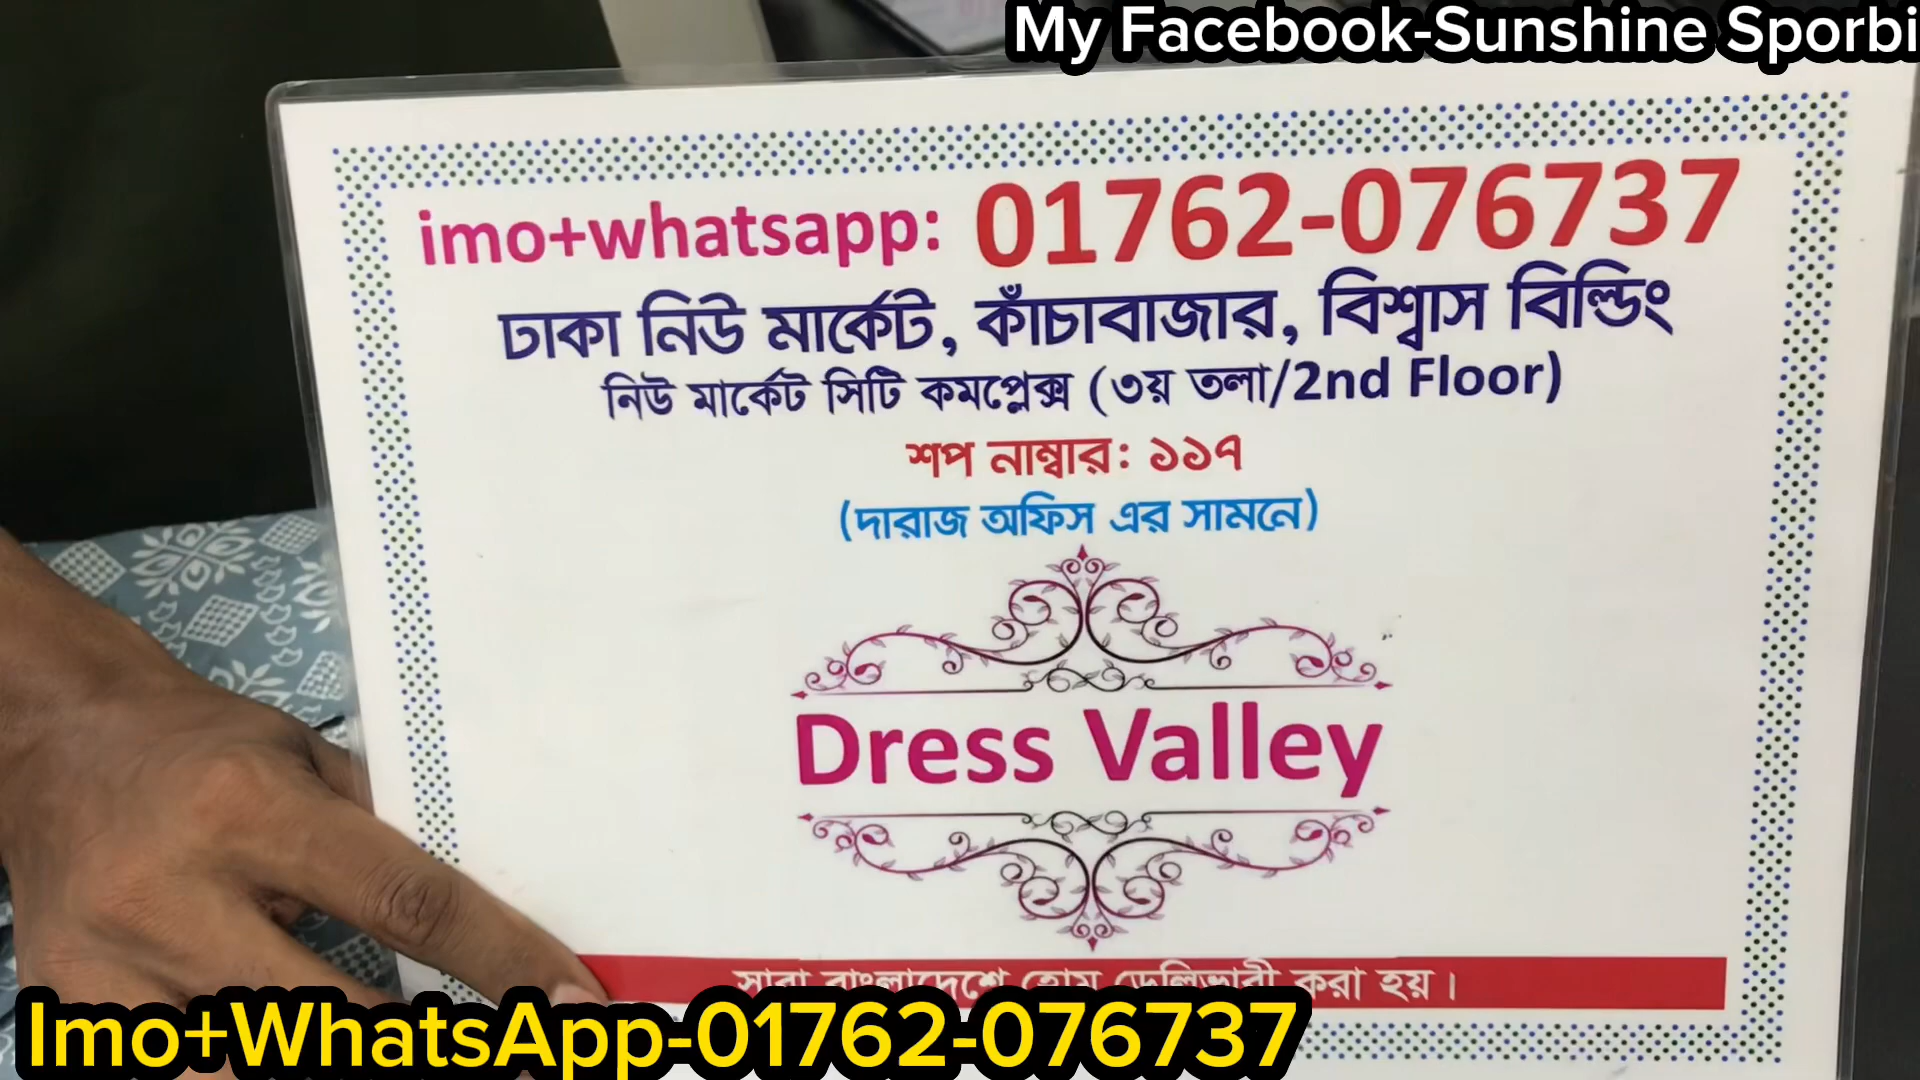 My Facebook-Sunshine Sporbi
imo+whatsapp: 01762-076737
ঢাকা নিউ মার্কেট, কাঁচাবাজার, বিশ্বাস বিল্ডিং
নিউ মার্কেট সিটি কমপ্লেক্স (৩য় তলা/2nd Floor)
শপ নাম্বার: ১১৭
(দারাজ অফিস এর সামনে)
Dress Valley
সারা বাংলাদেশে হোম ডেলিভারী করা হয়।
Imo+WhatsApp-01762-076737